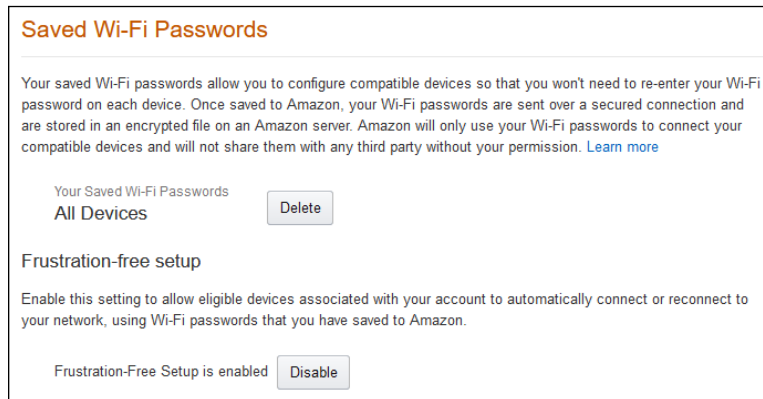 Saved Wi-Fi Passwords
Your saved Wi-Fi passwords allow you to configure compatible devices so that you won't need to re-enter your Wi-Fi
password on each device. Once saved to Amazon, your Wi-Fi passwords are sent over a secured connection and
are stored in an encrypted file on an Amazon server. Amazon will only use your Wi-Fi passwords to connect your
compatible devices and will not share them with any third party without your permission. Learn more
Your Saved Wi-Fi Passwords
All Devices
Delete
Frustration-free setup
Enable this setting to allow eligible devices associated with your account to automatically connect or reconnect to
your network, using Wi-Fi passwords that you have saved to Amazon.
Frustration-Free Setup is enabled Disable